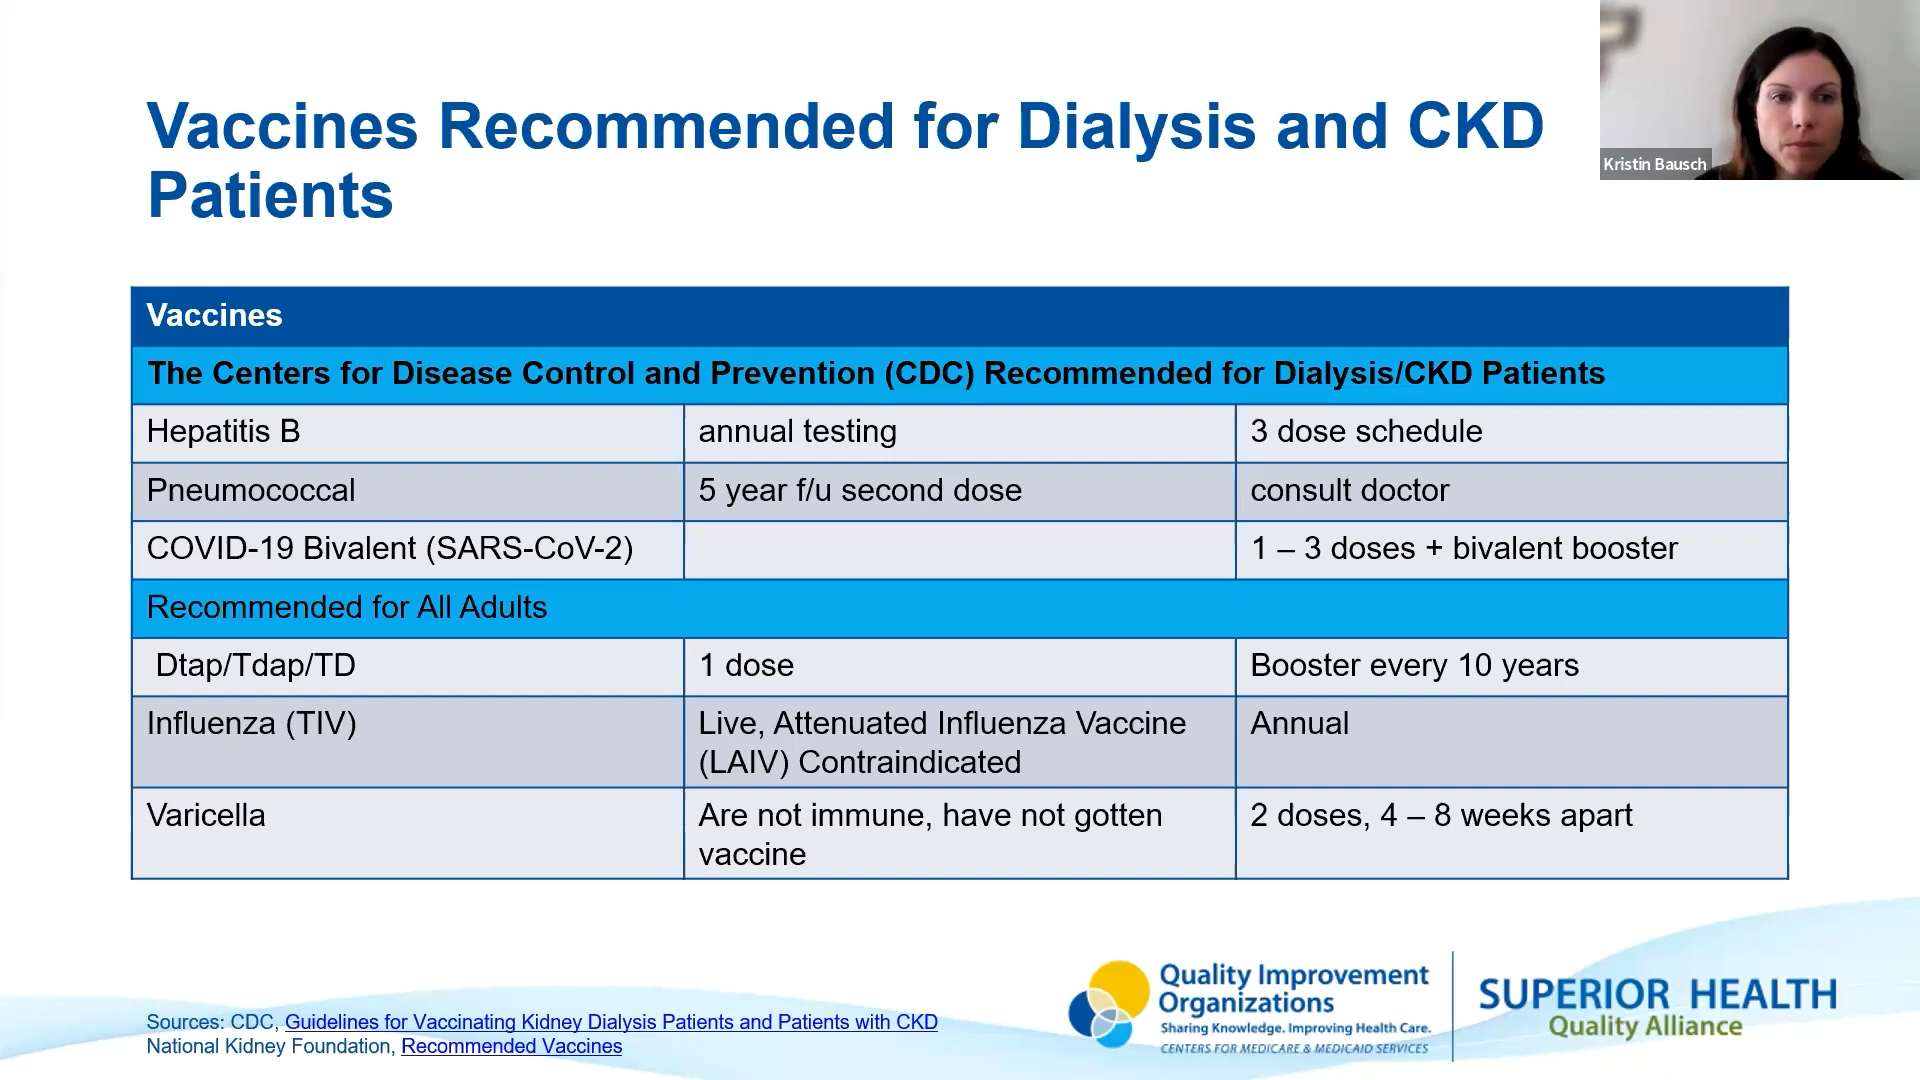 Vaccines Recommended for Dialysis and CKD
Patients
Kristin Bausch
Vaccines
The Centers for Disease Control and Prevention (CDC) Recommended for Dialysis/CKD Patients
Hepatitis B
annual testing
3 dose schedule
Pneumococcal
5 year f/u second dose
consult doctor
COVID-19 Bivalent (SARS-CoV-2)
1 – 3 doses + bivalent booster
Recommended for All Adults
Dtap/Tdap/TD
1 dose
Booster every 10 years
Influenza (TIV)
Live, Attenuated Influenza Vaccine
(LAIV) Contraindicated
Annual
Varicella
Are not immune, have not gotten
vaccine
2 doses, 4 – 8 weeks apart
Sources: CDC, Guidelines for Vaccinating Kidney Dialysis Patients and Patients with CKD
National Kidney Foundation, Recommended Vaccines
Quality Improvement
Organizations
Sharing Knowledge. Improving Health Care.
CENTERS FOR MEDICARE & MEDICAID SERVICES
SUPERIOR HEALTH
Quality Alliance